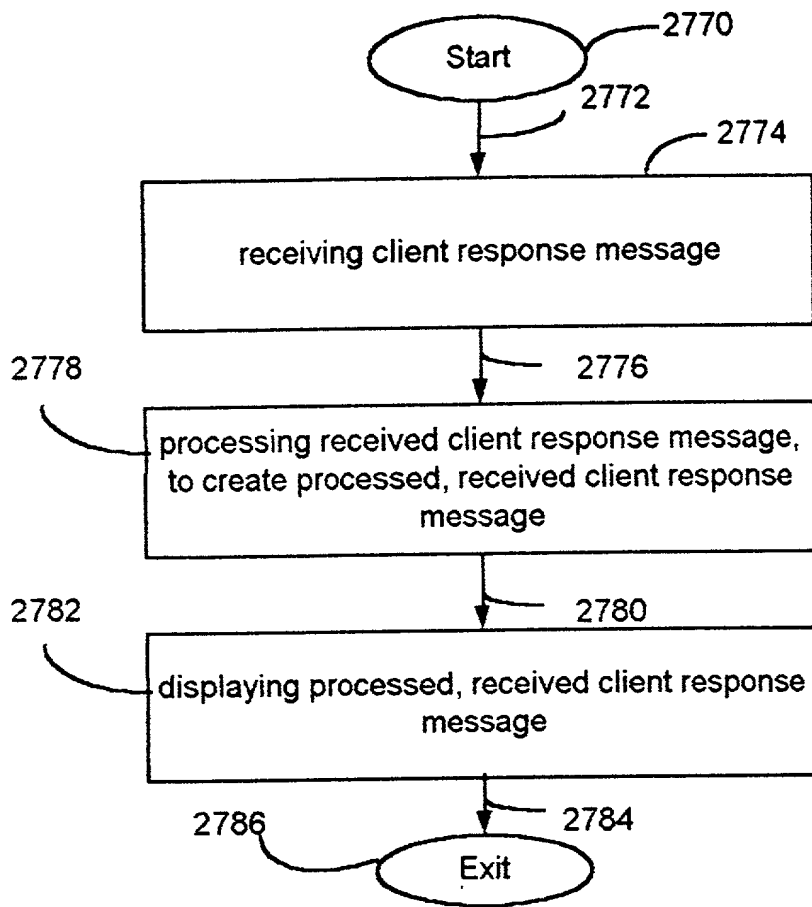 2770
Start
2772
2774
receiving client response message
2778
2776
processing received client response message,
to create processed, received client response
message
2782
2780
displaying processed, received client response
message
2786
2784
Exit